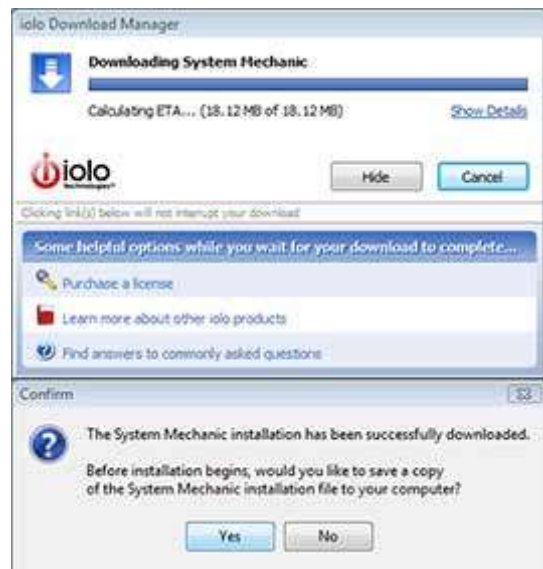 iolo Download Manager
Downloading System Mechanic
Calculating ETA... (18.12 MB of 18.12 MB)
Show Details
iolo
technologies
Hide
Cancel
Clicking link(s) below will not interrupt your download
Some helpful options while you wait for your download to complete...
Purchase a license
Learn more about other iolo products
Find answers to commonly asked questions
Confirm
The System Mechanic installation has been successfully downloaded.
Before installation begins, would you like to save a copy
of the System Mechanic installation file to your computer?
Yes
No